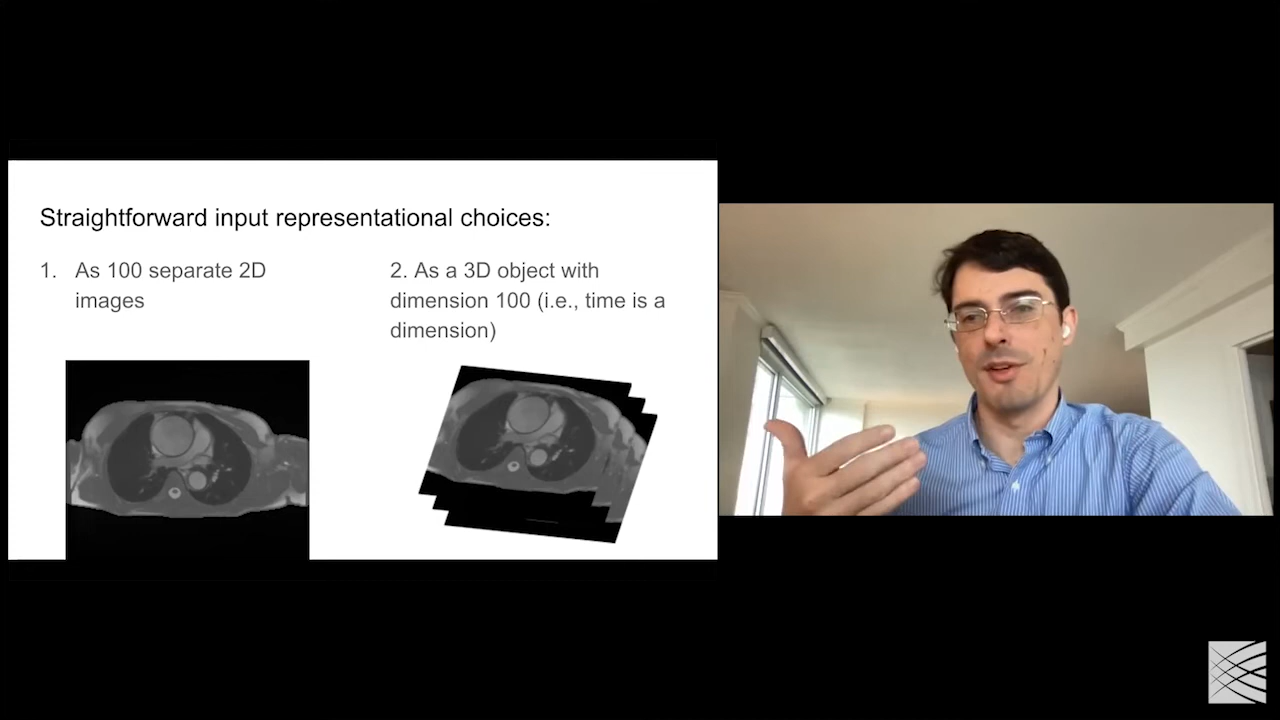 Straightforward input representational choices:
1. As 100 separate 2D
images
2. As a 3D object with
dimension 100 (i.e., time is a
dimension)